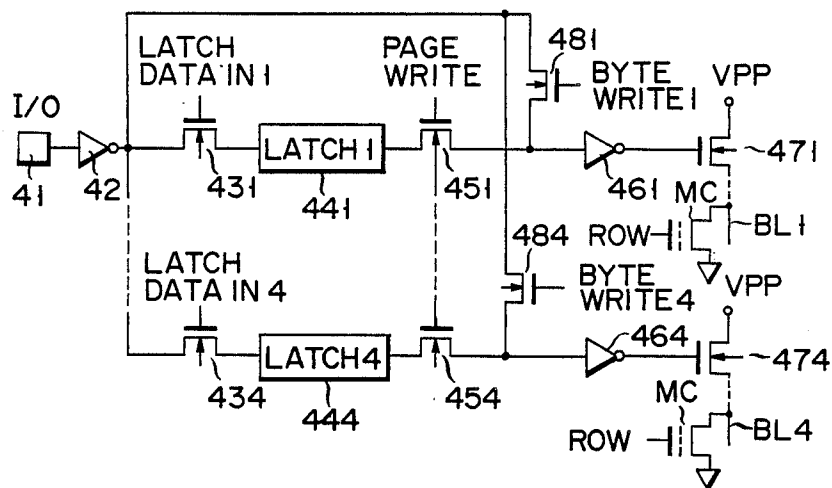 LATCH
DATA IN 1
PAGE
WRITE
481
BYTE
WRITE 1
VPP
I/O
41
42
431
LATCH 1
441
451
461
471
MC
ROW
BL1
LATCH
DATA IN 4
484
BYTE
WRITE 4
VPP
434
LATCH 4
444
454
464
474
MC
ROW
BL4